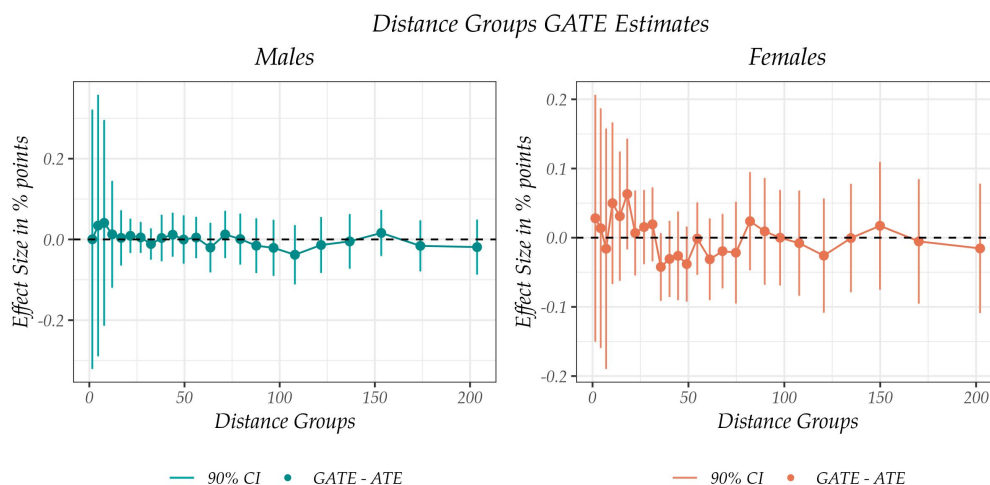 Distance Groups GATE Estimates
Males
Effect Size in % points
0.2
0.0
-0.2
0
50
100
150
200
Distance Groups
90% CI
GATE - ATE
Females
Effect Size in % points
0.2
0.1
0.0
-0.1
-0.2
0
50
100
150
200
Distance Groups
90% CI
GATE - ATE